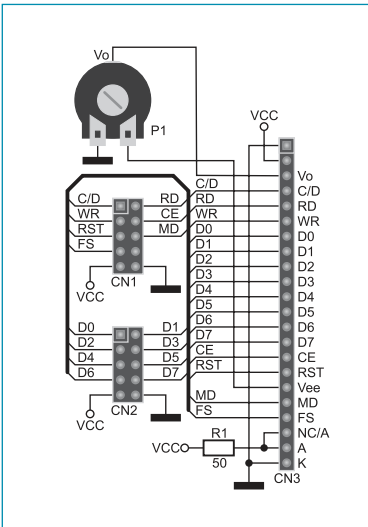 Vo
P1
VCC
C/D RD
WR CE
RST MD
FS
VCC
CN1
D0 D1
D2 D3
D4 D5
D6 D7
VCC
CN2
C/D
RD
WR
D0
D1
D2
D3
D4
D5
D6
D7
CE
RST
MD
FS
VCC
R1
50
Vo
C/D
RD
WR
D0
D1
D2
D3
D4
D5
D6
D7
CE
RST
Vee
MD
FS
NC/A
A
K
CN3